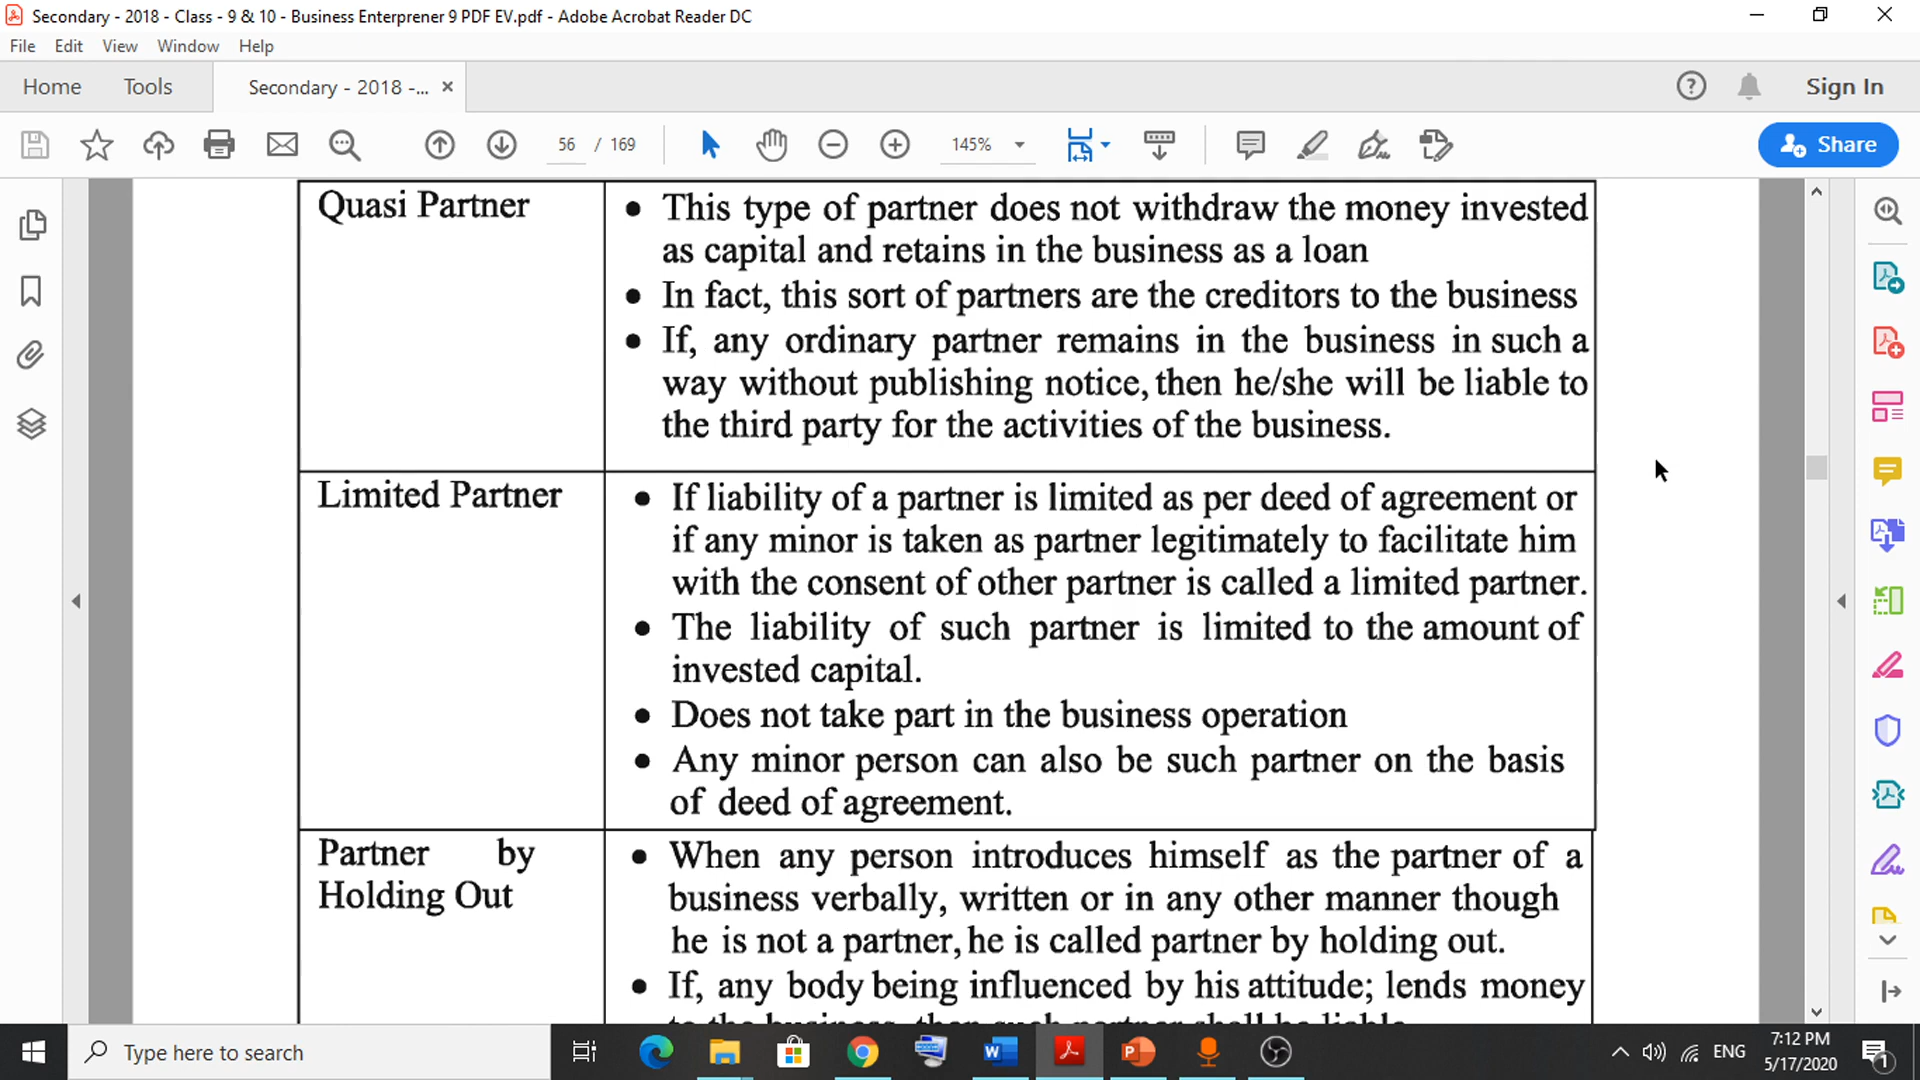 Secondary - 2018 - Class - 9 & 10 - Business Enterprener 9 PDF EV.pdf - Adobe Acrobat Reader DC
File Edit View Window Help
Home Tools Secondary - 2018 -... × Sign In
56 / 169 145% Share
Quasi Partner
• This type of partner does not withdraw the money invested
as capital and retains in the business as a loan
• In fact, this sort of partners are the creditors to the business
• If, any ordinary partner remains in the business in such a
way without publishing notice, then he/she will be liable to
the third party for the activities of the business.
Limited Partner
• If liability of a partner is limited as per deed of agreement or
if any minor is taken as partner legitimately to facilitate him
with the consent of other partner is called a limited partner.
• The liability of such partner is limited to the amount of
invested capital.
• Does not take part in the business operation
• Any minor person can also be such partner on the basis
of deed of agreement.
Partner by
Holding Out
• When any person introduces himself as the partner of a
business verbally, written or in any other manner though
he is not a partner, he is called partner by holding out.
• If, any body being influenced by his attitude; lends money
to the business, then such partner shall be liable
Type here to search
ENG
7:12 PM
5/17/2020
1